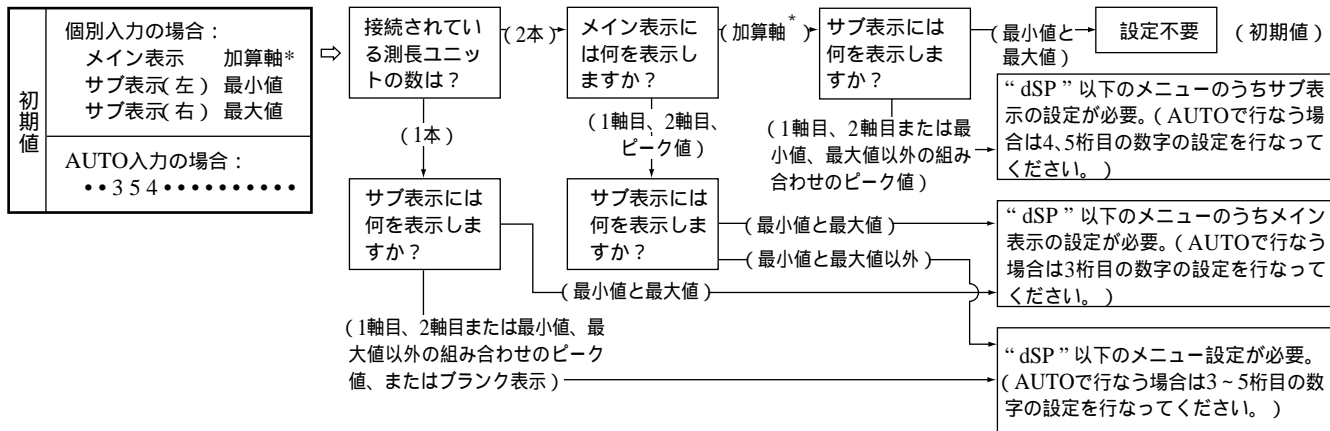 初期値
個別入力の場合：
メイン表示 加算軸*
サブ表示(左) 最小値
サブ表示(右) 最大値
AUTO入力の場合：
••354••••••••••
接続されてい
る測長ユニッ
トの数は？
(2本)
メイン表示に
は何を表示し
ますか？
(加算軸*)
サブ表示には
何を表示しま
すか？
(最小値と
最大値)
設定不要
(初期値)
(1本)
(1軸目、2軸目、
ピーク値)
(1軸目、2軸目または最
小値、最大値以外の組み
合わせのピーク値)
“dSP”以下のメニューのうちサブ表
示の設定が必要。(AUTOで行なう場
合は4、5桁目の数字の設定を行なって
ください。)
サブ表示には
何を表示しま
すか？
サブ表示には
何を表示しま
すか？
(最小値と最大値)
(最小値と最大値以外)
(最小値と最大値)
“dSP”以下のメニューのうちメイン
表示の設定が必要。(AUTOで行なう
場合は3桁目の数字の設定を行なって
ください。)
(1軸目、2軸目または最小値、最
大値以外の組み合わせのピーク
値、またはブランク表示)
“dSP”以下のメニュー設定が必要。
(AUTOで行なう場合は3~5桁目の数
字の設定を行なってください。)